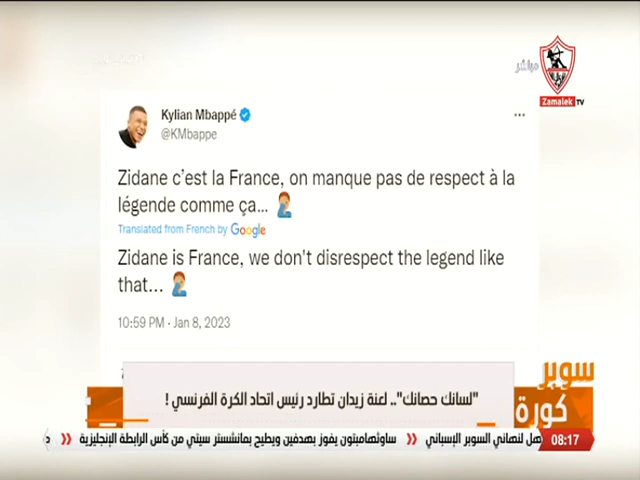 مباشر
Zamalek TV
Kylian Mbappé
@KMbappe
Zidane c’est la France, on manque pas de respect à la
légende comme ça... 🤦🏽‍♂️
Translated from French by Google
Zidane is France, we don't disrespect the legend like
that... 🤦🏽‍♂️
10:59 PM · Jan 8, 2023
سوبر
كورة
"لسانك حصانك".. لعنة زيدان تطارد رئيس اتحاد الكرة الفرنسي !
هل لنهائي السوبر الإسباني » ساوثهامبتون يفوز بهدفين ويطيح بمانشستر سيتي من كأس الرابطة الإنجليزية »
08:17